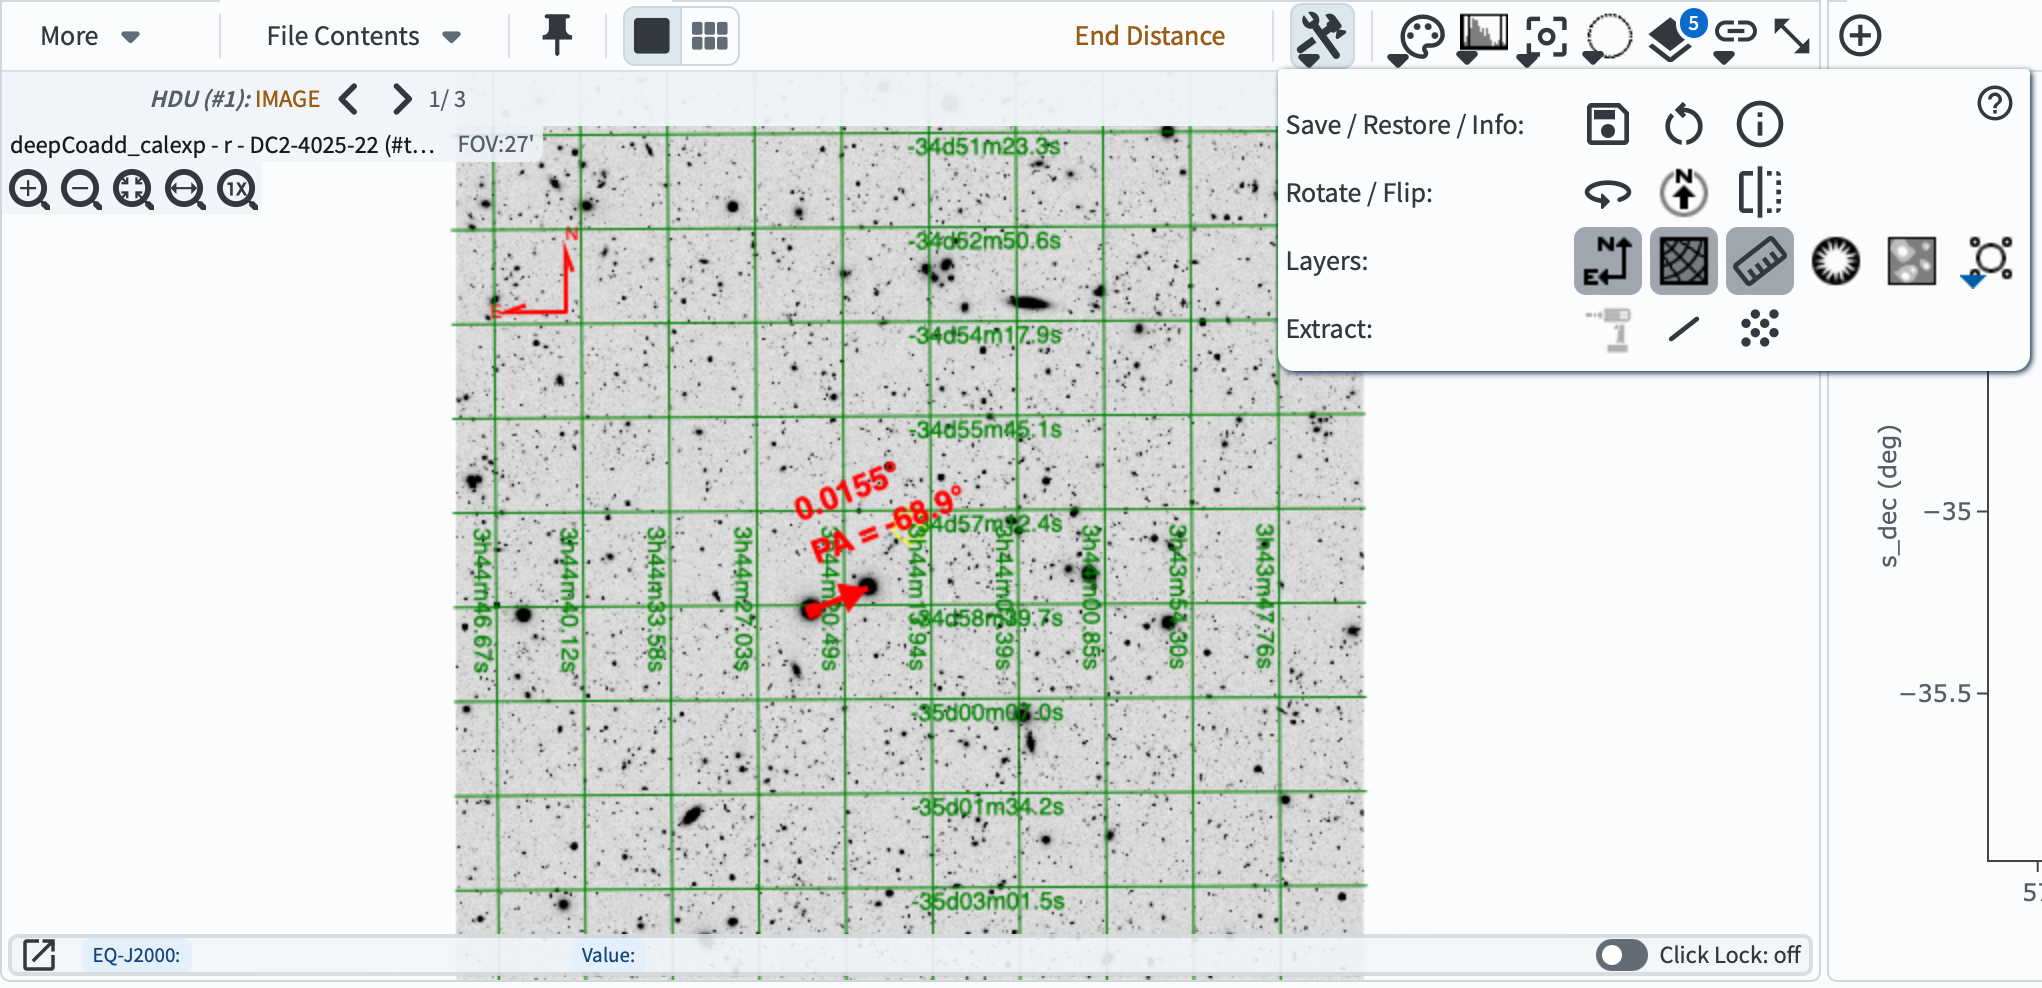 More
File Contents
End Distance
5
HDU (#1): IMAGE
1/ 3
deepCoadd_calexp - r - DC2-4025-22 (#t...
FOV:27'
1X
Save / Restore / Info:
Rotate / Flip:
N
Layers:
N
E
Extract:
-34d51m23.3s
-34d52m50.6s
N
E
-34d54m17.9s
-34d55m45.1s
0.0155°
PA = -68.9°
-34d57m12.4s
3h44m46.67s
3h44m40.12s
3h44m33.58s
3h44m27.03s
3h44m20.49s
3h44m13.94s
3h44m07.39s
3h44m00.85s
3h43m54.30s
3h43m47.76s
-34d58m39.7s
-35d00m07.0s
-35d01m34.2s
-35d03m01.5s
s_dec (deg)
−35
−35.5
57
EQ-J2000:
Value:
Click Lock: off